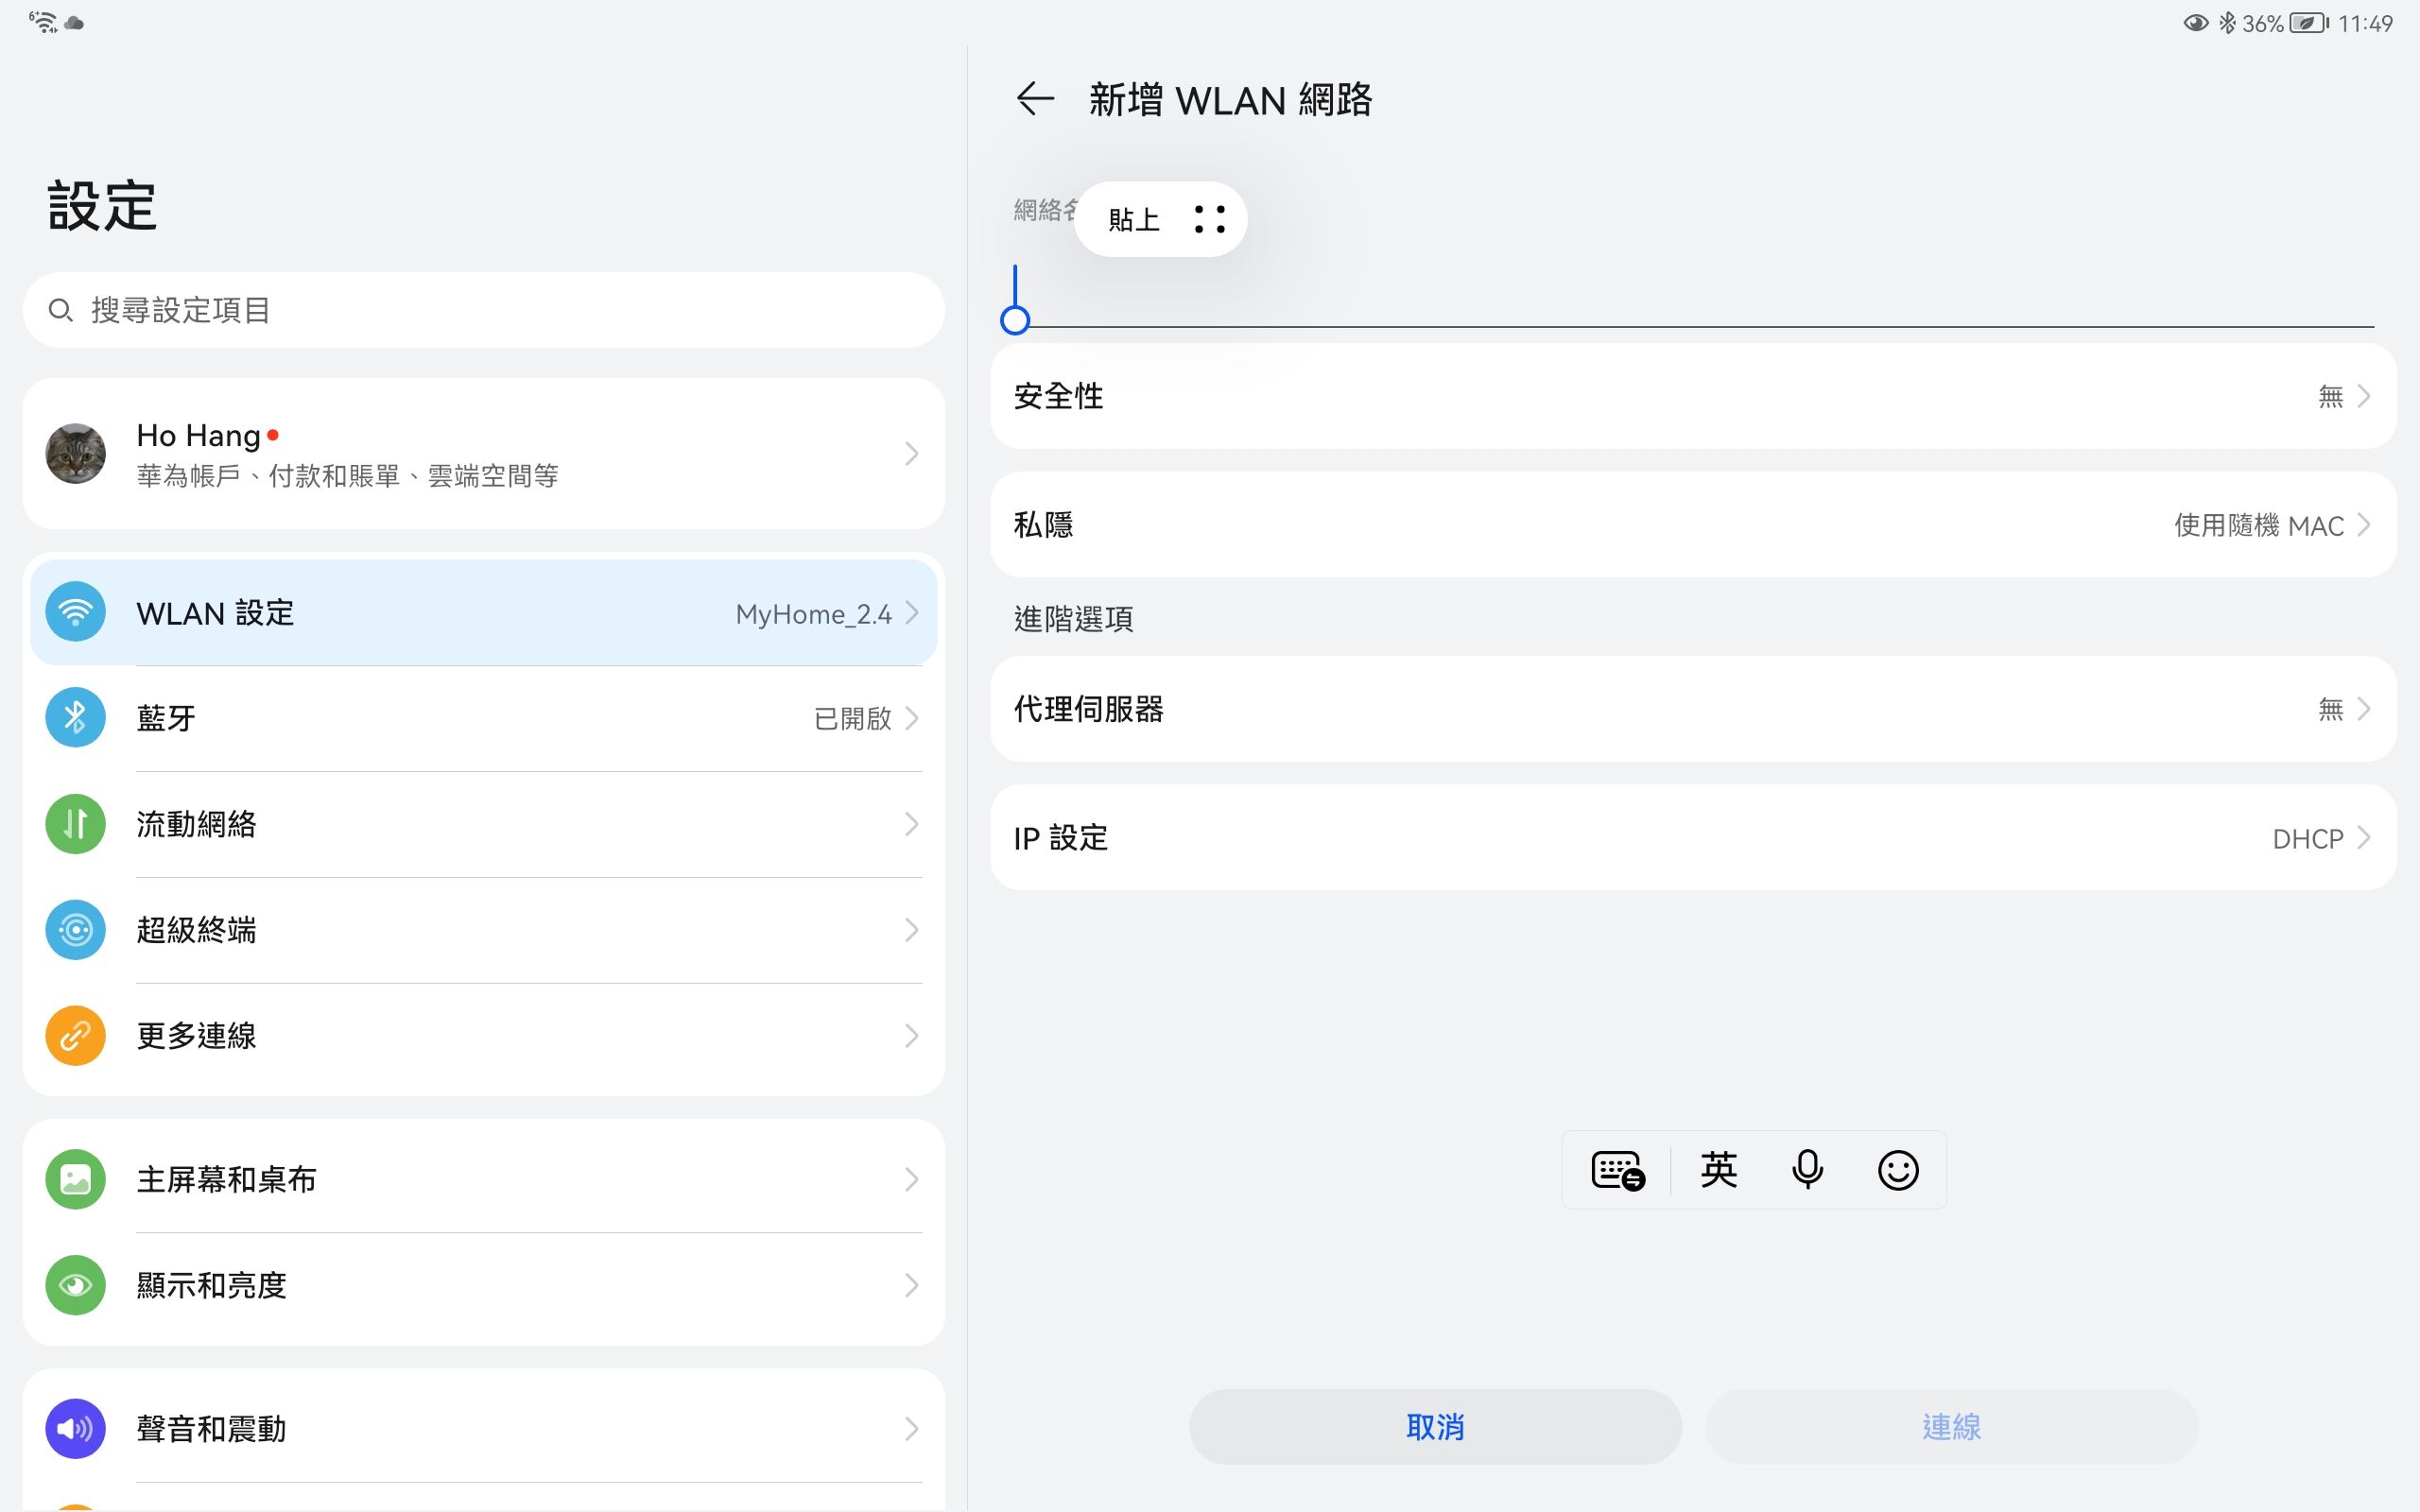 6+
36%
11:49
設定
搜尋設定項目
Ho Hang
華為帳戶、付款和賬單、雲端空間等
WLAN 設定
MyHome_2.4
藍牙
已開啟
流動網絡
超級終端
更多連線
主屏幕和桌布
顯示和亮度
聲音和震動
新增 WLAN 網路
網絡
貼上
安全性
無
私隱
使用隨機 MAC
進階選項
代理伺服器
無
IP 設定
DHCP
英
取消
連線